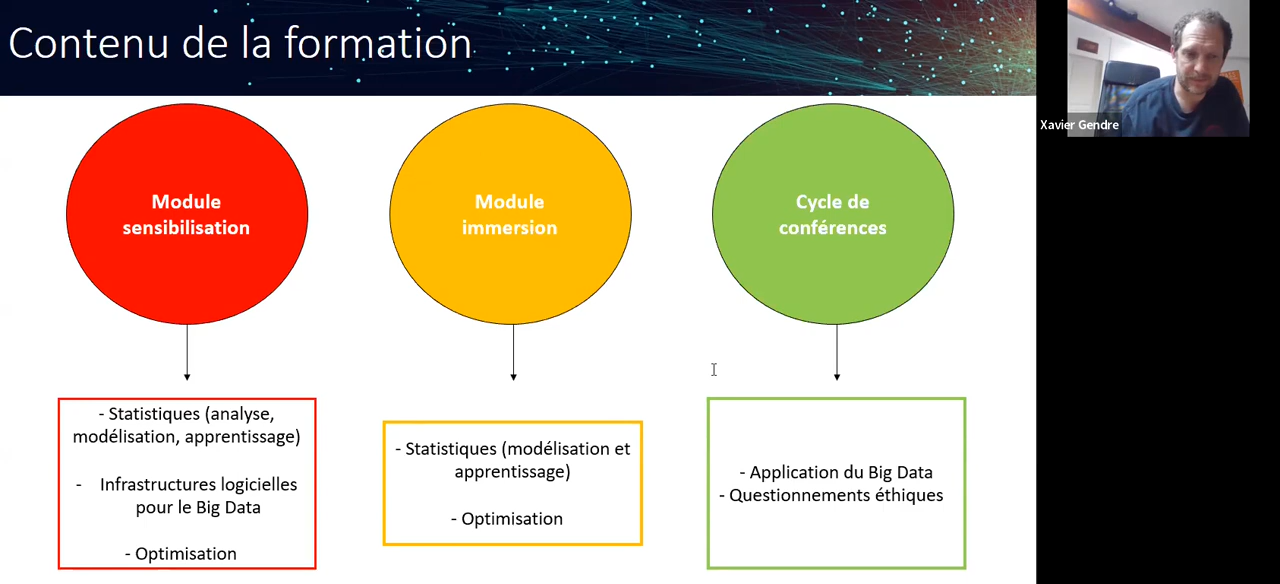 Contenu de la formation
Xavier Gendre
Module
sensibilisation
Module
immersion
Cycle de
conférences
- Statistiques (analyse,
modélisation, apprentissage)
- Infrastructures logicielles
pour le Big Data
- Optimisation
- Statistiques (modélisation et
apprentissage)
- Optimisation
- Application du Big Data
- Questionnements éthiques